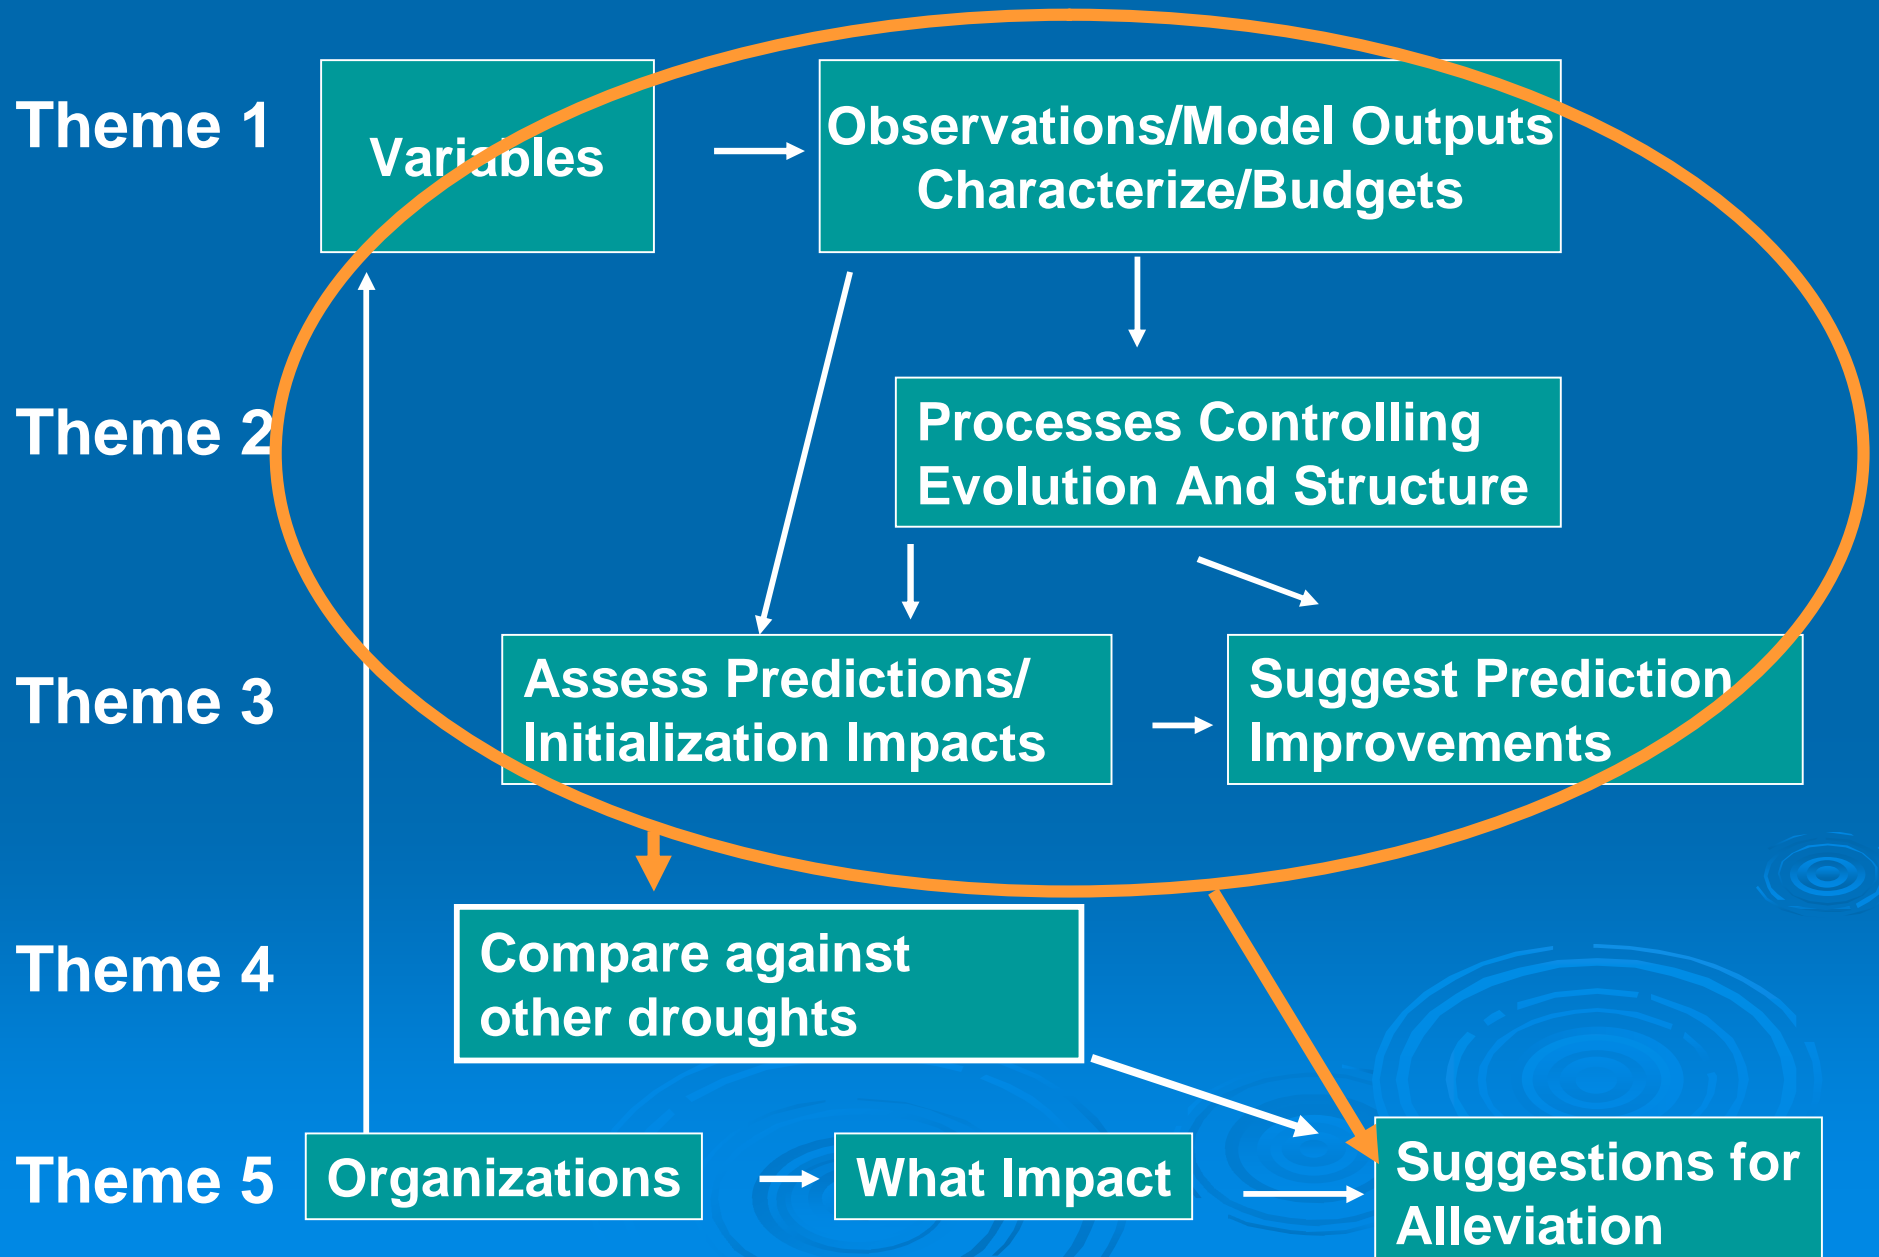 Theme 1
Variables
Observations/Model Outputs
Characterize/Budgets
Theme 2
Processes Controlling
Evolution And Structure
Theme 3
Assess Predictions/
Initialization Impacts
Suggest Prediction
Improvements
Theme 4
Compare against
other droughts
Theme 5
Organizations
What Impact
Suggestions for
Alleviation